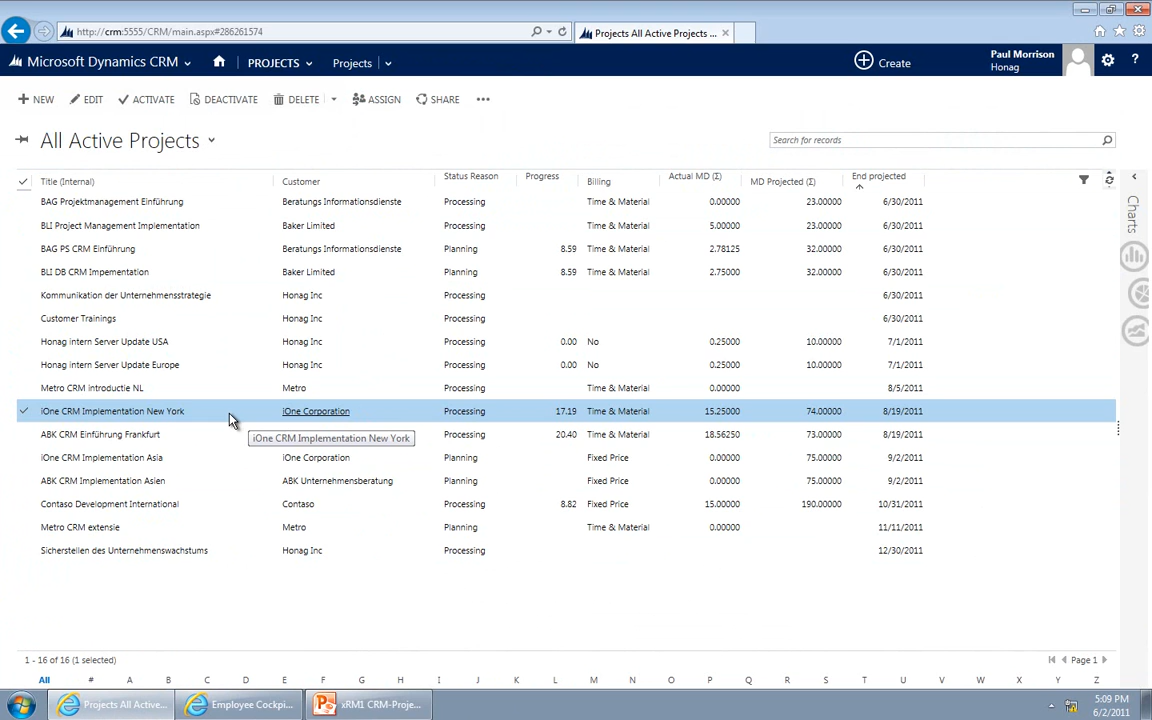 http://crm:5555/CRM/main.aspx#286261574
Projects All Active Projects ...
Microsoft Dynamics CRM PROJECTS Projects Create Paul Morrison
Honag
?
NEW EDIT ACTIVATE DEACTIVATE DELETE ASSIGN SHARE •••
All Active Projects
Search for records
Title (Internal) Customer Status Reason Progress Billing Actual MD (Σ) MD Projected (Σ) End projected
BAG Projektmanagement Einführung Beratungs Informationsdienste Processing Time & Material 0.00000 23.00000 6/30/2011
BLI Project Management Implementation Baker Limited Processing Time & Material 5.00000 23.00000 6/30/2011
BAG PS CRM Einführung Beratungs Informationsdienste Planning 8.59 Time & Material 2.78125 32.00000 6/30/2011
BLI DB CRM Impementation Baker Limited Planning 8.59 Time & Material 2.75000 32.00000 6/30/2011
Kommunikation der Unternehmensstrategie Honag Inc Processing 6/30/2011
Customer Trainings Honag Inc Processing 6/30/2011
Honag intern Server Update USA Honag Inc Processing 0.00 No 0.25000 10.00000 7/1/2011
Honag intern Server Update Europe Honag Inc Processing 0.00 No 0.25000 10.00000 7/1/2011
Metro CRM introductie NL Metro Processing Time & Material 0.00000 8/5/2011
iOne CRM Implementation New York iOne Corporation Processing 17.19 Time & Material 15.25000 74.00000 8/19/2011
ABK CRM Einführung Frankfurt Processing 20.40 Time & Material 18.56250 73.00000 8/19/2011
iOne CRM Implementation New York
iOne CRM Implementation Asia iOne Corporation Planning Fixed Price 0.00000 75.00000 9/2/2011
ABK CRM Implementation Asien ABK Unternehmensberatung Planning Fixed Price 0.00000 75.00000 9/2/2011
Contaso Development International Contaso Processing 8.82 Fixed Price 15.00000 190.00000 10/31/2011
Metro CRM extensie Metro Planning Time & Material 0.00000 11/11/2011
Sicherstellen des Unternehmenswachstums Honag Inc Processing 12/30/2011
Charts
1 - 16 of 16 (1 selected) Page 1
All # A B C D E F G H I J K L M N O P Q R S T U V W X Y Z
Projects All Active... Employee Cockpi... xRM1 CRM-Proje... 5:09 PM
6/2/2011